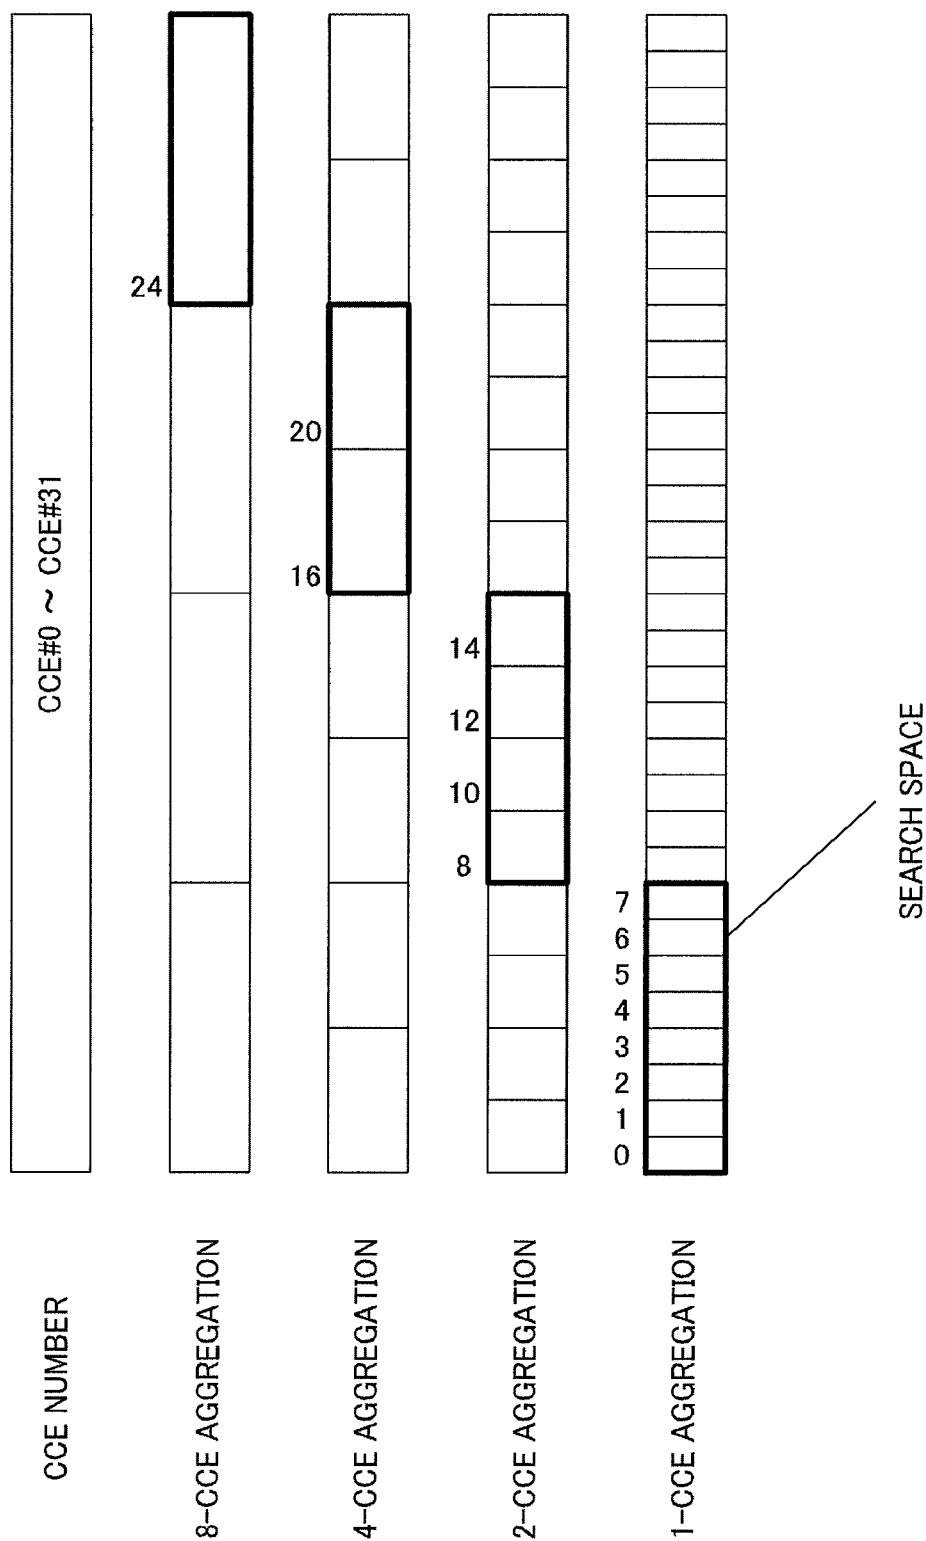 CCE NUMBER
CCE#0 ~ CCE#31
8-CCE AGGREGATION
24
4-CCE AGGREGATION
16
20
2-CCE AGGREGATION
8
10
12
14
1-CCE AGGREGATION
0
1
2
3
4
5
6
7
SEARCH SPACE